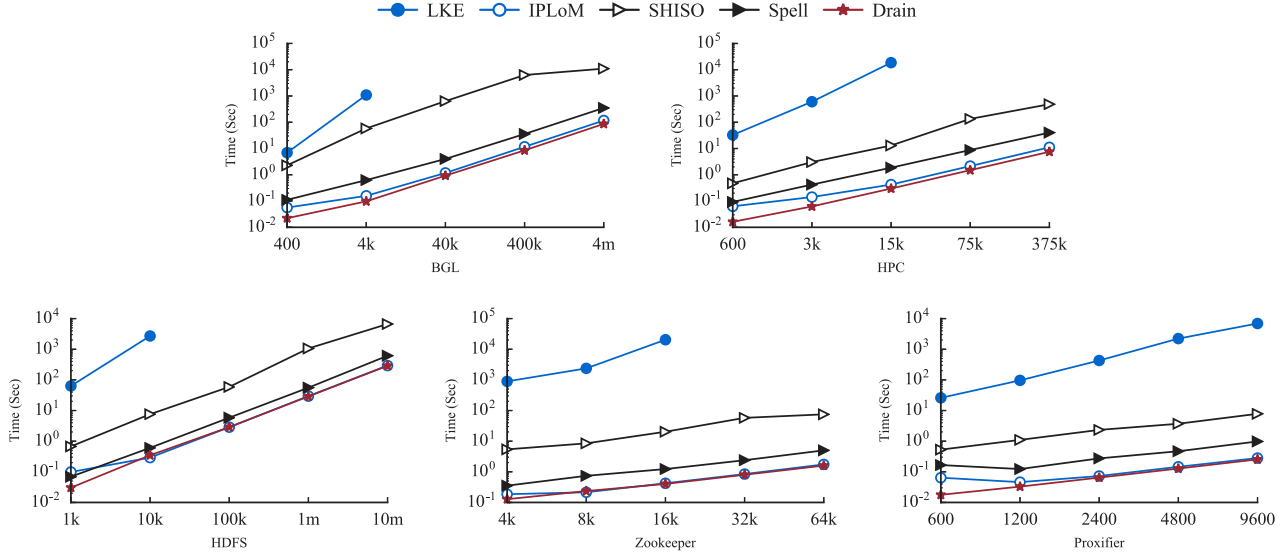 LKE IPLoM SHISO Spell Drain
10^5
10^4
10^3
10^2
10^1
10^0
10^-1
10^-2
Time (Sec)
400 4k 40k 400k 4m
BGL
10^5
10^4
10^3
10^2
10^1
10^0
10^-1
10^-2
Time (Sec)
600 3k 15k 75k 375k
HPC
10^4
10^3
10^2
10^1
10^0
10^-1
10^-2
Time (Sec)
1k 10k 100k 1m 10m
HDFS
10^5
10^4
10^3
10^2
10^1
10^0
10^-1
Time (Sec)
4k 8k 16k 32k 64k
Zookeeper
10^4
10^3
10^2
10^1
10^0
10^-1
10^-2
Time (Sec)
600 1200 2400 4800 9600
Proxifier